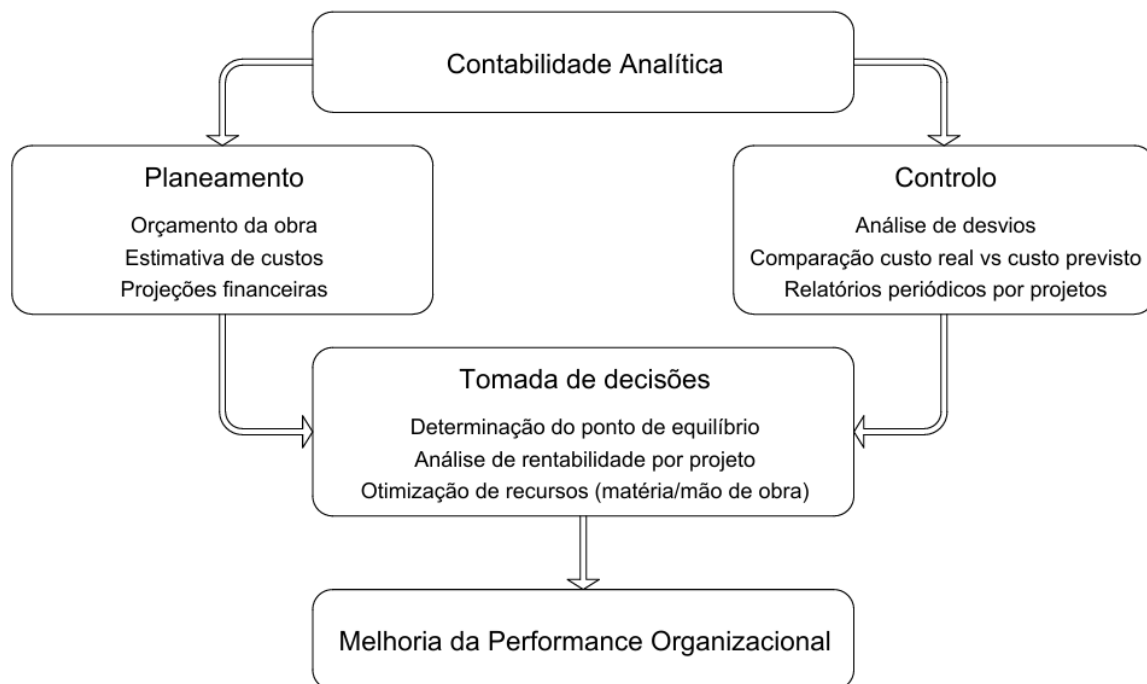 Contabilidade Analítica
Planeamento
Orçamento da obra
Estimativa de custos
Projeções financeiras
Controlo
Análise de desvios
Comparação custo real vs custo previsto
Relatórios periódicos por projetos
Tomada de decisões
Determinação do ponto de equilíbrio
Análise de rentabilidade por projeto
Otimização de recursos (matéria/mão de obra)
Melhoria da Performance Organizacional